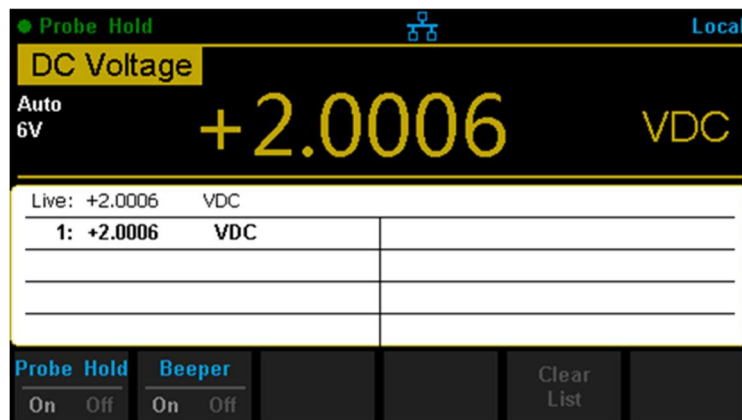 Probe Hold Local
DC Voltage
Auto
6V
+2.0006 VDC
Live: +2.0006 VDC
1: +2.0006 VDC
Probe Hold Beeper Clear
On Off On Off List